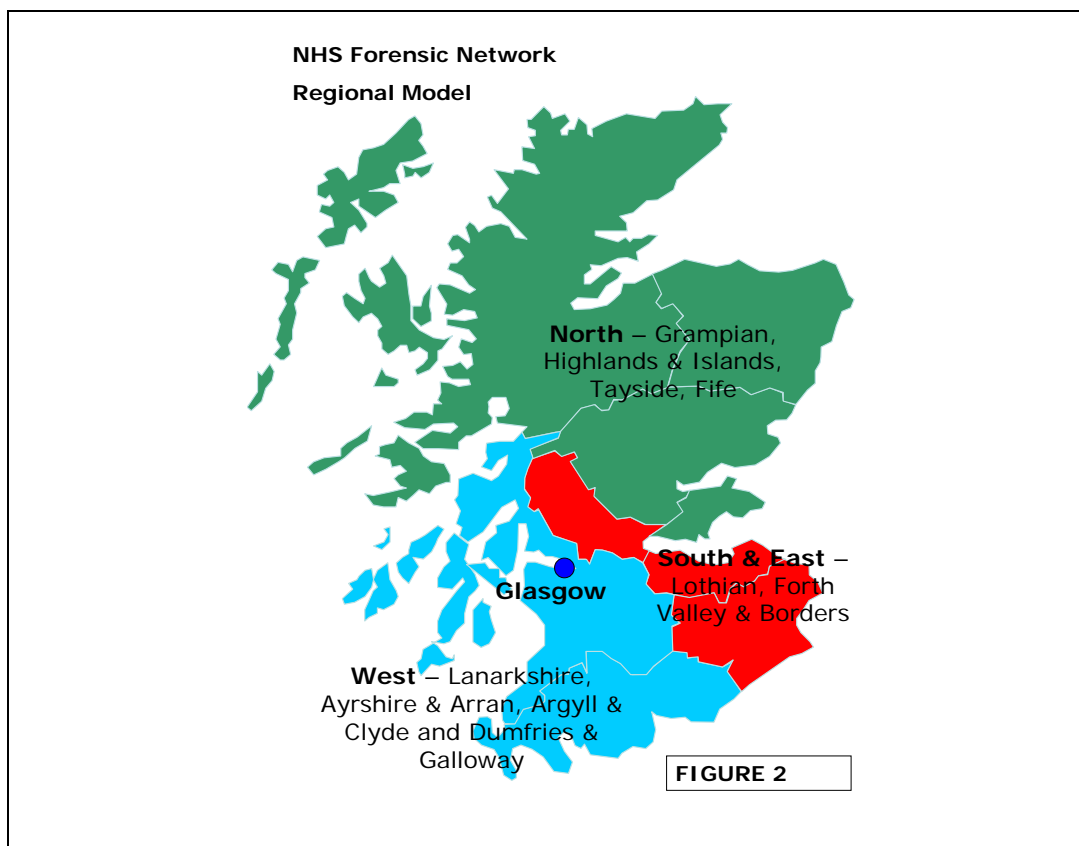 NHS Forensic Network
Regional Model
North – Grampian,
Highlands & Islands,
Tayside, Fife
South & East –
Lothian, Forth
Valley & Borders
Glasgow
West – Lanarkshire,
Ayrshire & Arran, Argyll &
Clyde and Dumfries &
Galloway
FIGURE 2